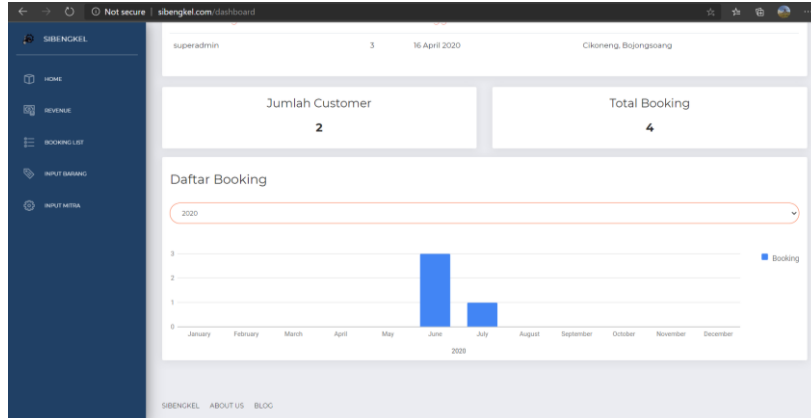 Not secure | sibengkel.com/dashboard
SIBENGKEL
superadmin 3 16 April 2020 Cikoneng, Bojongsoang
HOME
REVENUE
BOOKING LIST
INPUT BARANG
INPUT MITRA
Jumlah Customer
2
Total Booking
4
Daftar Booking
2020
3
2
1
0
Booking
January February March April May June July August September October November December
2020
SIBENGKEL ABOUT US BLOG